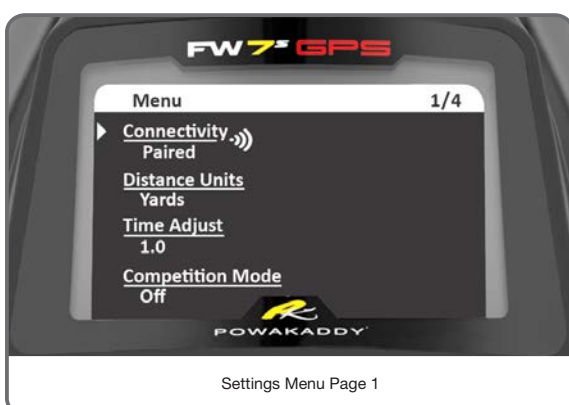 FW7s GPS
Menu 1/4
Connectivity
Paired
Distance Units
Yards
Time Adjust
1.0
Competition Mode
Off
POWAKADDY
Settings Menu Page 1